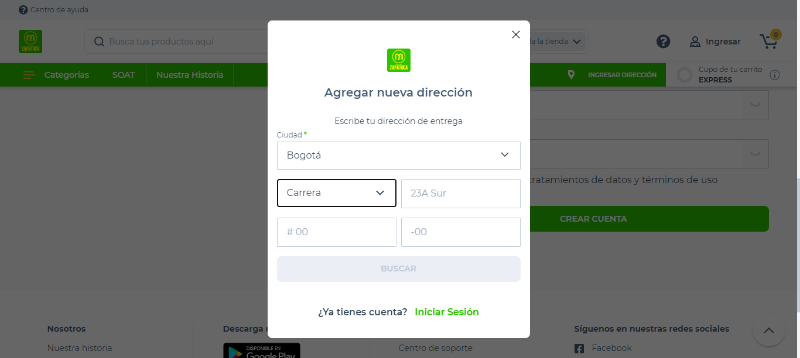 Centro de ayuda
Busca tus productos aquí
la tienda
Ingresar
0
Categorías
SOAT
Nuestra Historia
INGRESAR DIRECCIÓN
Cupo de tu carrito
EXPRESS
Agregar nueva dirección
Escribe tu dirección de entrega
Ciudad *
Bogotá
Carrera
23A Sur
# 00
-00
BUSCAR
¿Ya tienes cuenta? Iniciar Sesión
tratamientos de datos y términos de uso
CREAR CUENTA
Nosotros
Descarga
Síguenos en nuestras redes sociales
Nuestra historia
DISPONIBLE EN
Google Play
Centro de soporte
Facebook